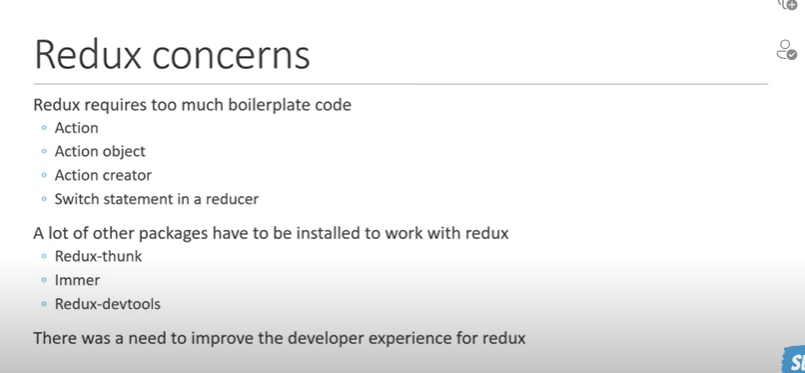 Redux concerns
Redux requires too much boilerplate code
Action
Action object
Action creator
Switch statement in a reducer
A lot of other packages have to be installed to work with redux
Redux-thunk
Immer
Redux-devtools
There was a need to improve the developer experience for redux